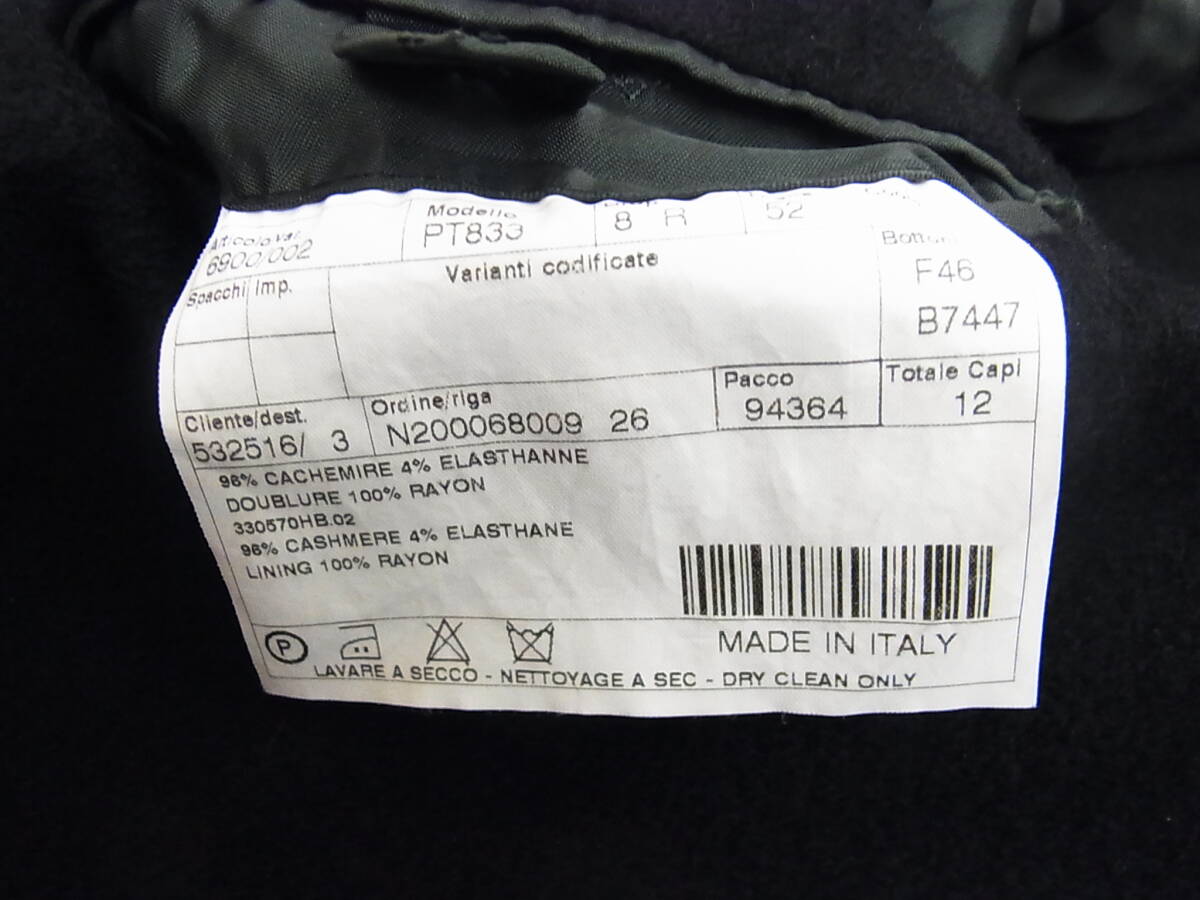 Articolo/var. Modello
6900/002 PT833 8 R 52
Spacchi Imp. Varianti codificate
F46
B7447
Cliente/dest. Ordine/riga Pacco Totale Capi
532516/ 3 N200068009 26 94364 12
96% CACHEMIRE 4% ELASTHANNE
DOUBLURE 100% RAYON
330570HB.02
96% CASHMERE 4% ELASTHANE
LINING 100% RAYON
P MADE IN ITALY
LAVARE A SECCO - NETTOYAGE A SEC - DRY CLEAN ONLY